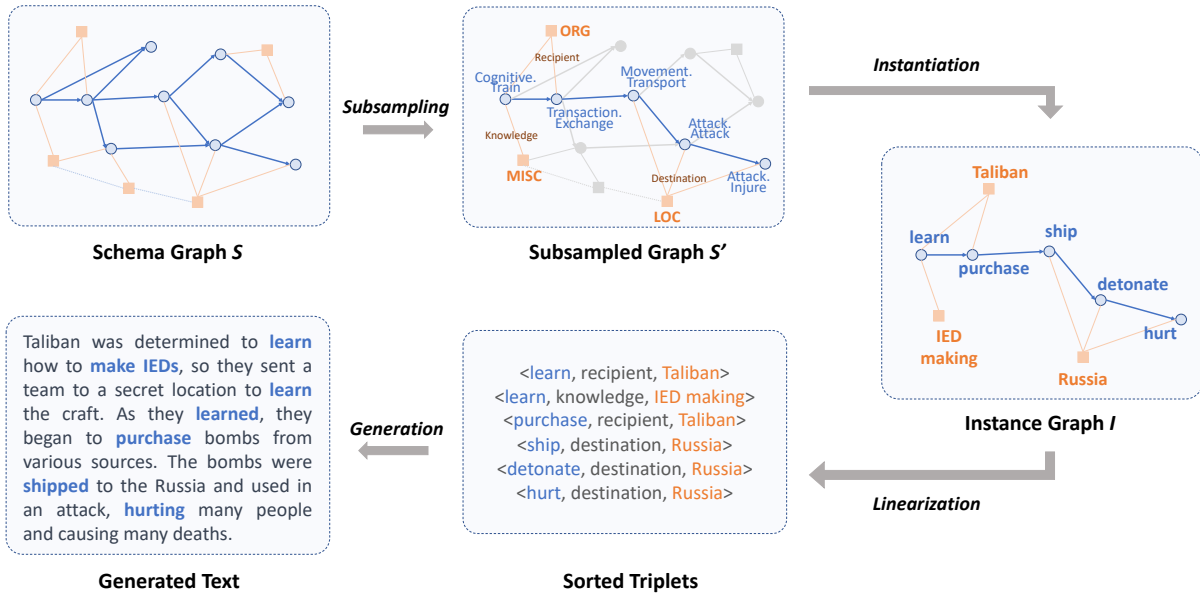 Schema Graph S
Subsampling
ORG
Recipient
Cognitive.
Train
Movement.
Transport
Transaction.
Exchange
Attack.
Attack
Knowledge
MISC
Destination
Attack.
Injure
LOC
Subsampled Graph S'
Instantiation
Taliban
learn
ship
purchase
detonate
IED
making
hurt
Russia
Instance Graph I
Linearization
<learn, recipient, Taliban>
<learn, knowledge, IED making>
<purchase, recipient, Taliban>
<ship, destination, Russia>
<detonate, destination, Russia>
<hurt, destination, Russia>
Sorted Triplets
Generation
Taliban was determined to learn
how to make IEDs, so they sent a
team to a secret location to learn
the craft. As they learned, they
began to purchase bombs from
various sources. The bombs were
shipped to the Russia and used in
an attack, hurting many people
and causing many deaths.
Generated Text